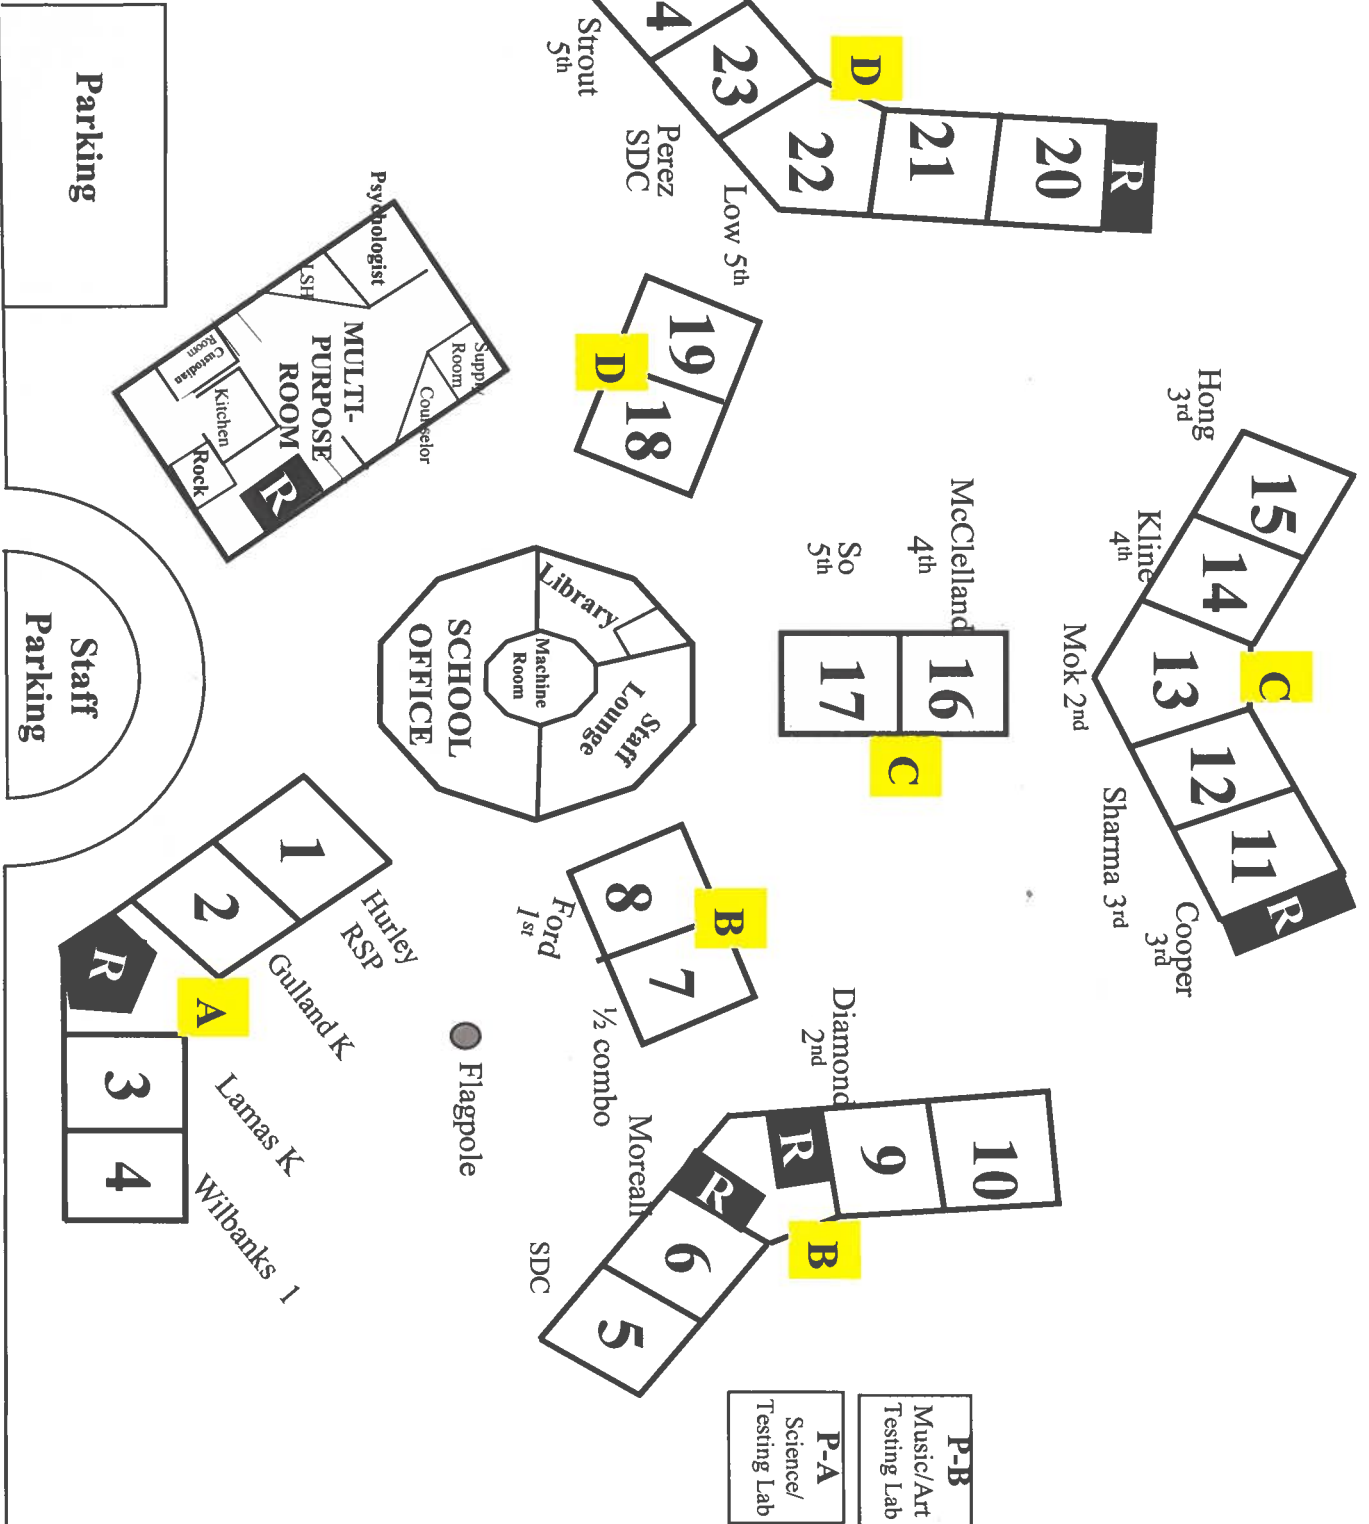 R
20
21
D
22
23
4
Low 5th
Perez
SDC
Strout
5th
Hong
3rd
15
14
Kline
4th
C
13
Mok 2nd
12
11
R
Sharma 3rd
Cooper
3rd
P-B
Music/Art
Testing Lab
P-A
Science/
Testing Lab
McClelland
4th
16
So
5th
17
C
10
9
R
Diamond
2nd
B
R
6
5
Moreali
SDC
19
18
D
B
8
7
Ford
1st
½ combo
Library
Staff
Lounge
Machine
Room
SCHOOL
OFFICE
Flagpole
Psychologist
LSH
Supply
Room
Counselor
MULTI-
PURPOSE
ROOM
Custodian
Room
Kitchen
Rock
R
1
2
Hurley
RSP
Gulland K
R
A
3
4
Lamas K
Wilbanks 1
Parking
Staff
Parking